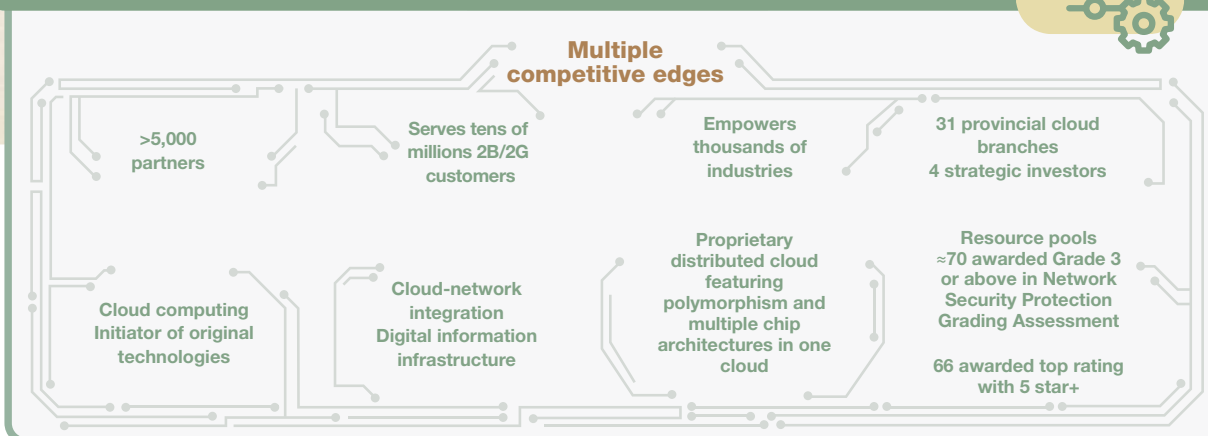 Multiple
competitive edges
>5,000
partners
Serves tens of
millions 2B/2G
customers
Empowers
thousands of
industries
31 provincial cloud
branches
4 strategic investors
Cloud computing
Initiator of original
technologies
Cloud-network
integration
Digital information
infrastructure
Proprietary
distributed cloud
featuring
polymorphism and
multiple chip
architectures in one
cloud
Resource pools
≈70 awarded Grade 3
or above in Network
Security Protection
Grading Assessment
66 awarded top rating
with 5 star+